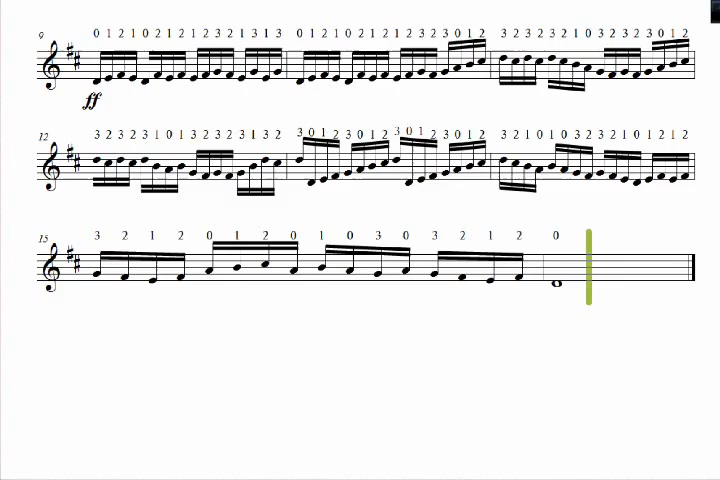 9
0 1 2 1 0 1 2 1 2 3 2 1 3 1 3 0 1 2 1 0 1 2 1 2 3 2 3 0 1 2 3 2 3 2 3 2 1 0 3 2 3 2 3 0 1 2
ff
12
3 2 3 2 3 1 0 1 3 2 3 2 3 1 3 2 3 0 1 2 3 0 1 2 3 0 1 2 3 0 1 2 3 2 1 0 1 0 3 2 3 2 1 0 1 2 1 2
15
3 2 1 2 0 1 2 0 1 0 3 0 3 2 1 2 0